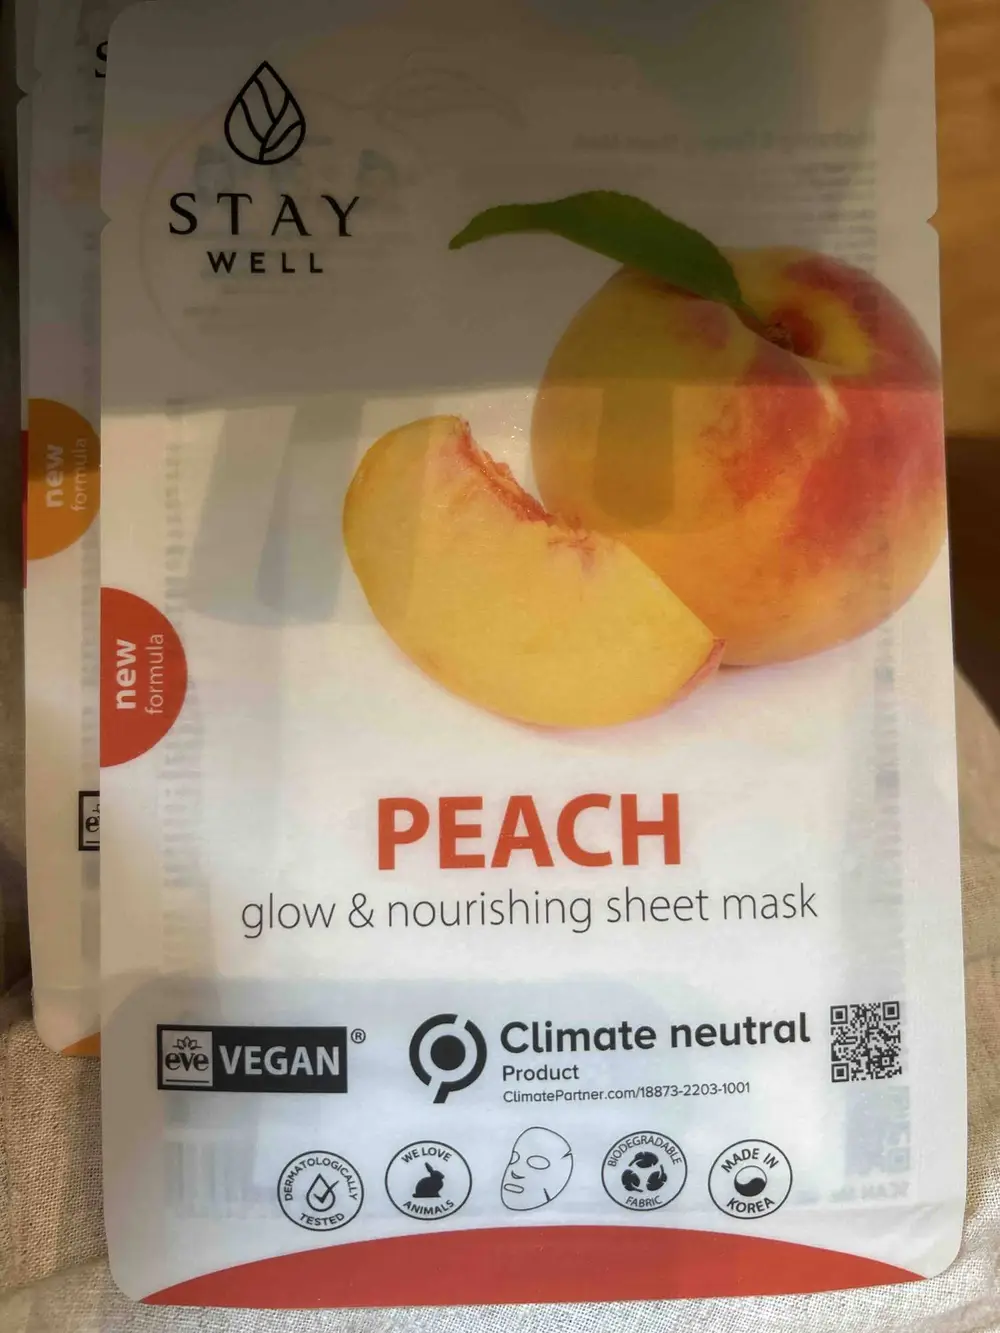 STAY
WELL
new
formula
new
formula
PEACH
glow & nourishing sheet mask
eve VEGAN®
Climate neutral
Product
ClimatePartner.com/18873-2203-1001
DERMATOLOGICALLY
TESTED
WE LOVE
ANIMALS
BIODEGRADABLE
FABRIC
MADE IN
KOREA